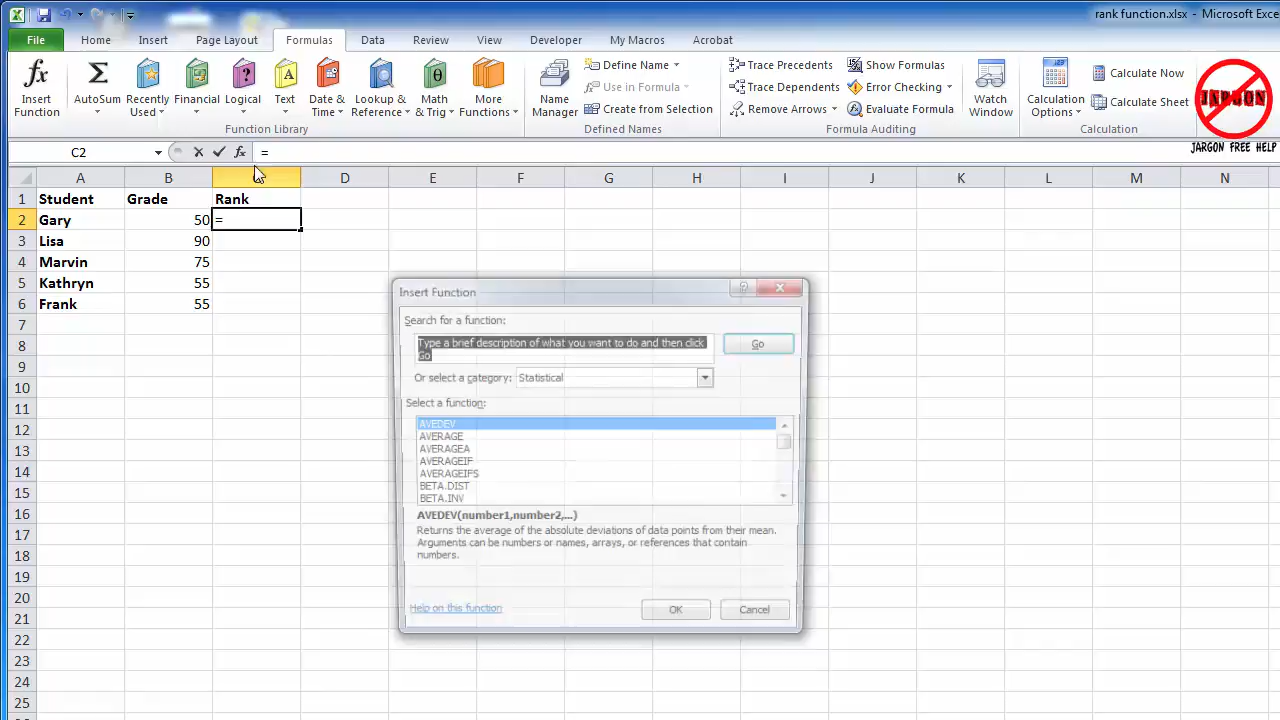 rank function.xlsx - Microsoft Exce
File Home Insert Page Layout Formulas Data Review View Developer My Macros Acrobat
Insert Function
AutoSum
Recently Used
Financial
Logical
Text
Date & Time
Lookup & Reference
Math & Trig
More Functions
Function Library
Name Manager
Define Name
Use in Formula
Create from Selection
Defined Names
Trace Precedents
Trace Dependents
Remove Arrows
Show Formulas
Error Checking
Evaluate Formula
Formula Auditing
Watch Window
Calculation Options
Calculate Now
Calculate Sheet
Calculation
JARGON
JARGON FREE HELP
C2 fx =
A B D E F G H I J K L M N
1 Student Grade Rank
2 Gary 50 =
3 Lisa 90
4 Marvin 75
5 Kathryn 55
6 Frank 55
7
8
9
10
11
12
13
14
15
16
17
18
19
20
21
22
23
24
25
Insert Function
Search for a function:
Type a brief description of what you want to do and then click
Go
Go
Or select a category: Statistical
Select a function:
AVEDEV
AVERAGE
AVERAGEA
AVERAGEIF
AVERAGEIFS
BETA.DIST
BETA.INV
AVEDEV(number1,number2,...)
Returns the average of the absolute deviations of data points from their mean.
Arguments can be numbers or names, arrays, or references that contain
numbers.
Help on this function
OK Cancel